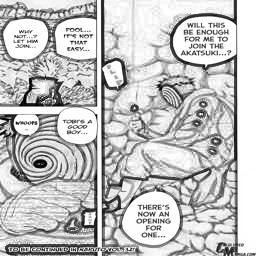 WILL THIS
BE ENOUGH
FOR ME TO
JOIN THE
AKATSUKI...?
FOOL...
IT'S NOT
THAT
EASY...
WHY
NOT...?
LET HIM
JOIN...
TOBI'S A
GOOD
BOY...
WHOOPS
THERE'S
NOW AN
OPENING
FOR
ONE...
TO BE CONTINUED IN NARUTO VOL.